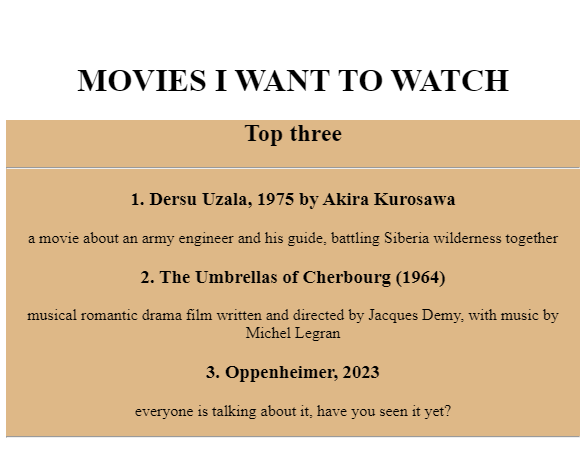 MOVIES I WANT TO WATCH
Top three
1. Dersu Uzala, 1975 by Akira Kurosawa
a movie about an army engineer and his guide, battling Siberia wilderness together
2. The Umbrellas of Cherbourg (1964)
musical romantic drama film written and directed by Jacques Demy, with music by
Michel Legran
3. Oppenheimer, 2023
everyone is talking about it, have you seen it yet?